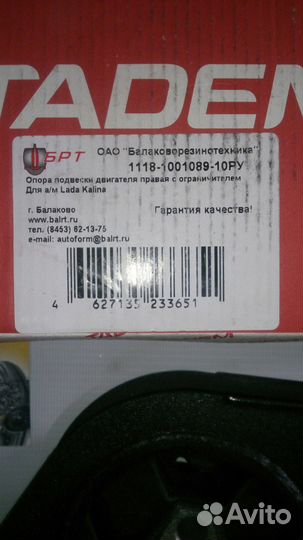 TADEM
БРТ
ОАО "Балаковорезинотехника"
1118-1001089-10РУ
Опора подвески двигателя правая с ограничителем
Для а/м Lada Kalina
г. Балаково
Гарантия качества!
www.balrt.ru
тел. (8453) 62-13-75
e-mail: autoform@balrt.ru
4 627135 233651
Avito